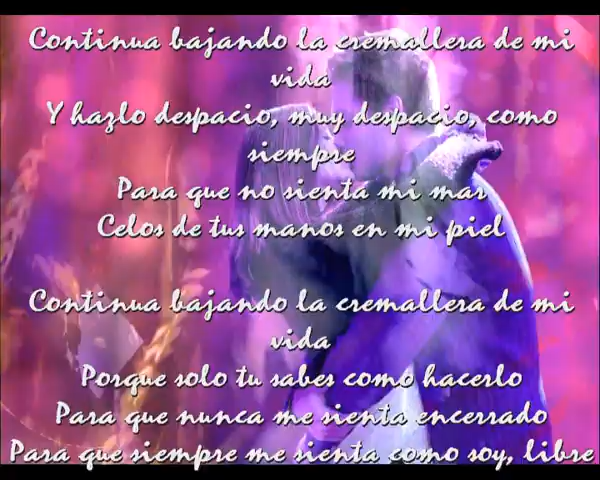 Continua bajando la cremallera de mi
vida
Y hazlo despacio, muy despacio, como
siempre
Para que no sienta mi mar
Celos de tus manos en mi piel
Continua bajando la cremallera de mi
vida
Porque solo tu sabes como hacerlo
Para que nunca me sienta encerrado
Para que siempre me sienta como soy, libre